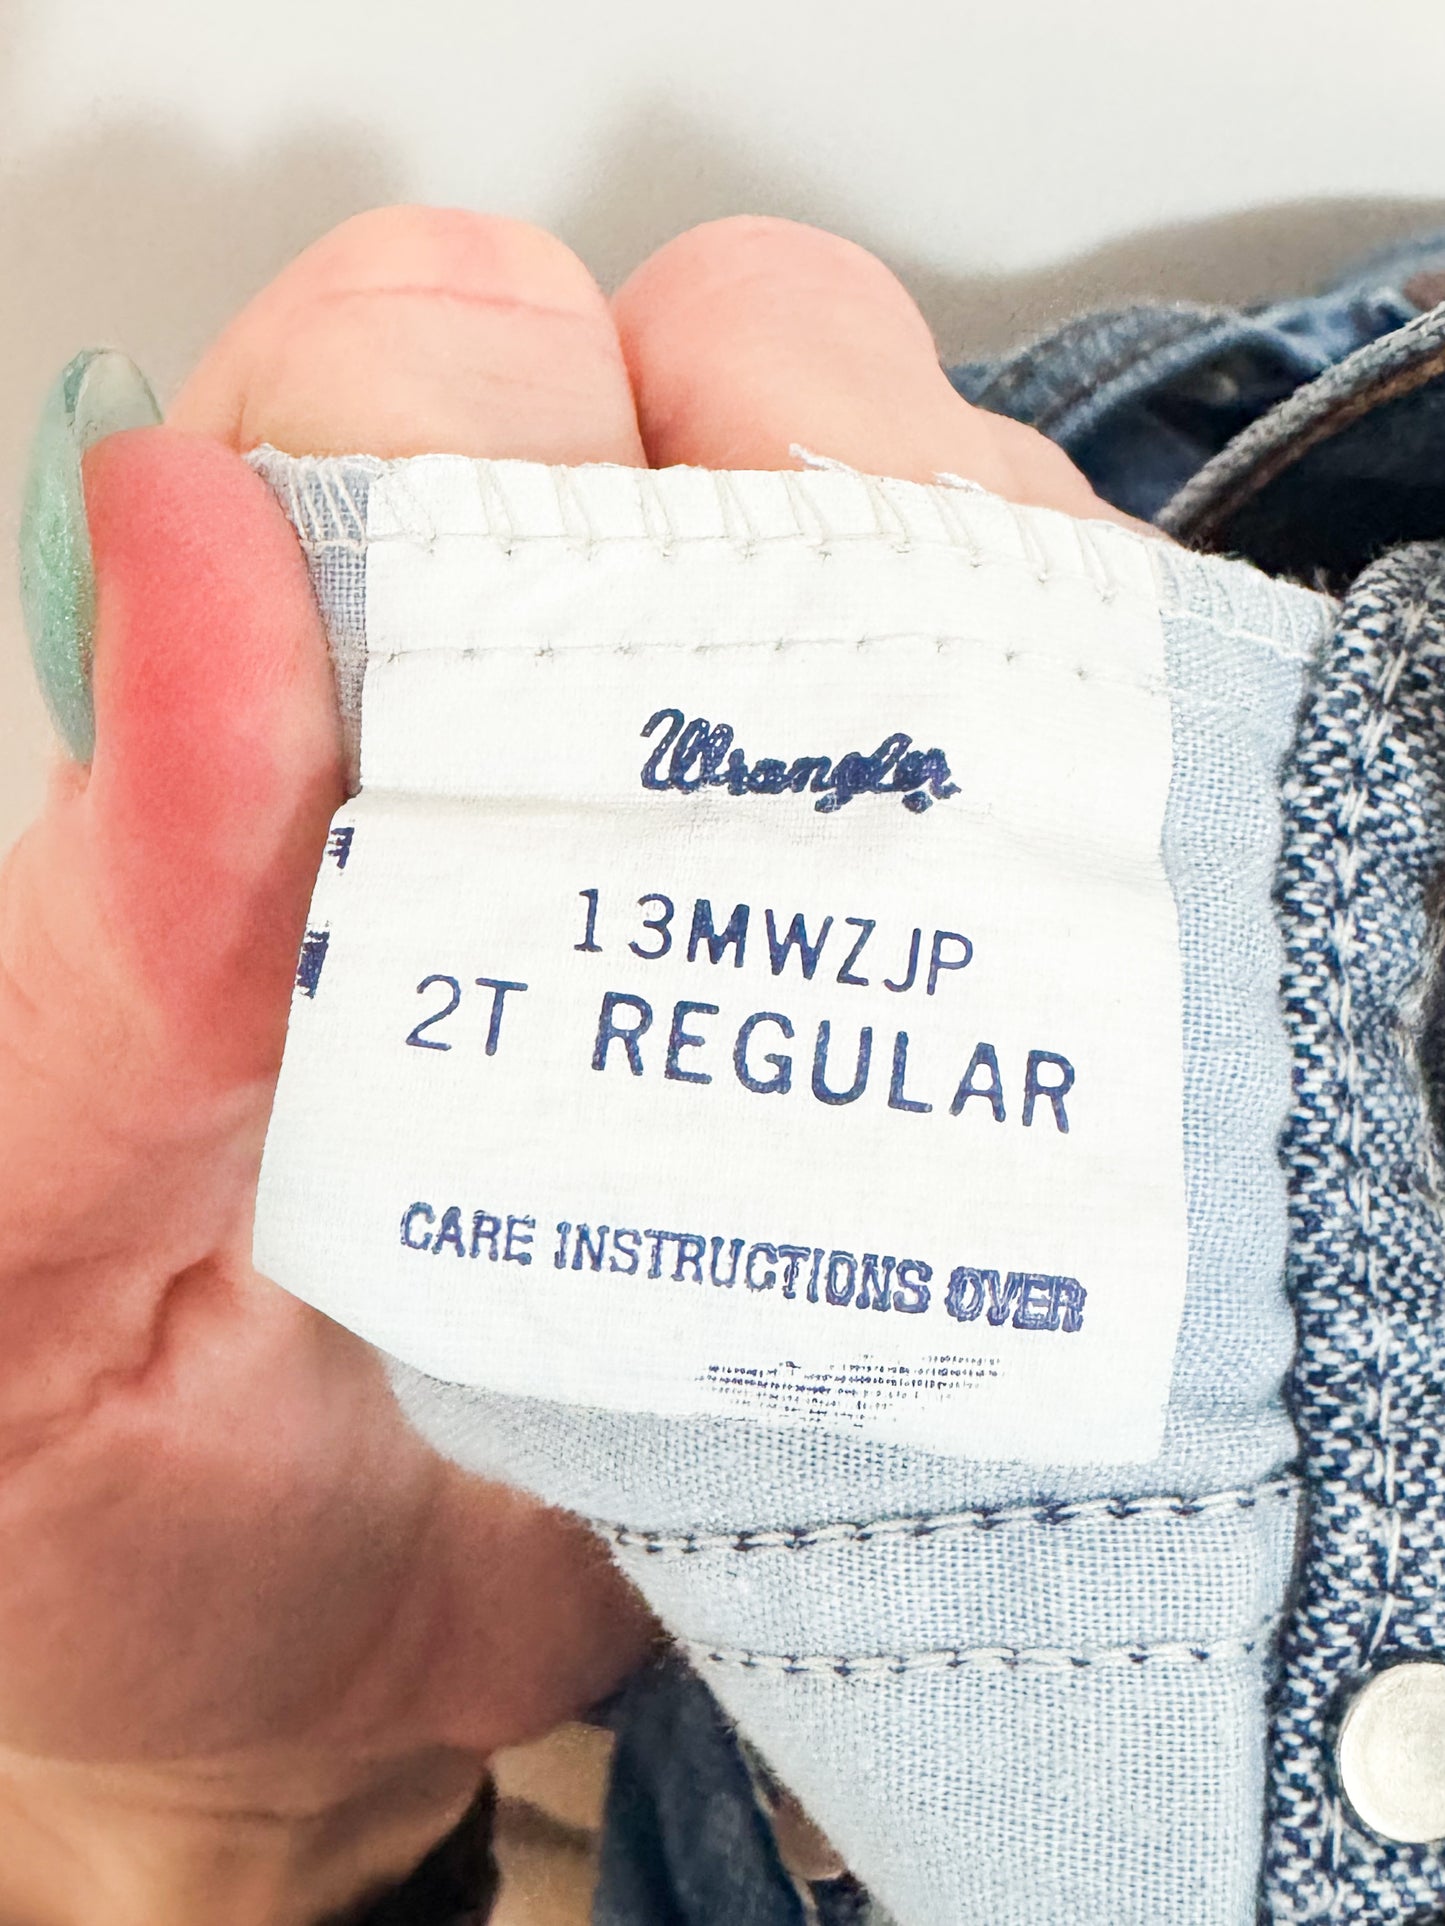 Wrangler
13MWZJP
2T REGULAR
CARE INSTRUCTIONS OVER